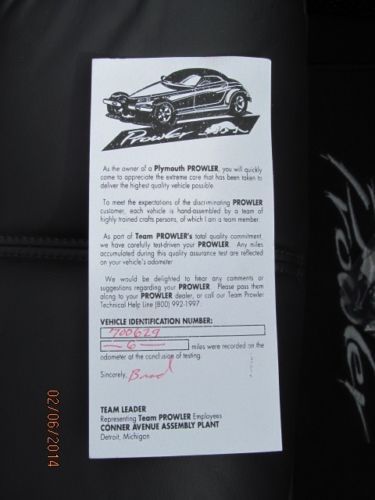 Prowler
As the owner of a Plymouth PROWLER, you will quickly
come to appreciate the extreme care that has been taken to
deliver the highest quality vehicle possible.
To meet the expectations of the discriminating PROWLER
customer, each vehicle is hand-assembled by a team of
highly trained crafts persons, of which I am a team member.
As part of Team PROWLER's total quality commitment,
we have carefully test-driven your PROWLER. Any miles
accumulated during this quality assurance test are reflected
on your vehicle's odometer.
We would be delighted to hear any comments or
suggestions regarding your PROWLER. Please pass them
along to your PROWLER dealer, or call our Team Prowler
Technical Help Line (800) 992-1997.
VEHICLE IDENTIFICATION NUMBER:
700629
— 6 — miles were recorded on the
odometer at the conclusion of testing.
Sincerely, Brad
TEAM LEADER
Representing Team PROWLER Employees
CONNER AVENUE ASSEMBLY PLANT
Detroit, Michigan
02/06/2014